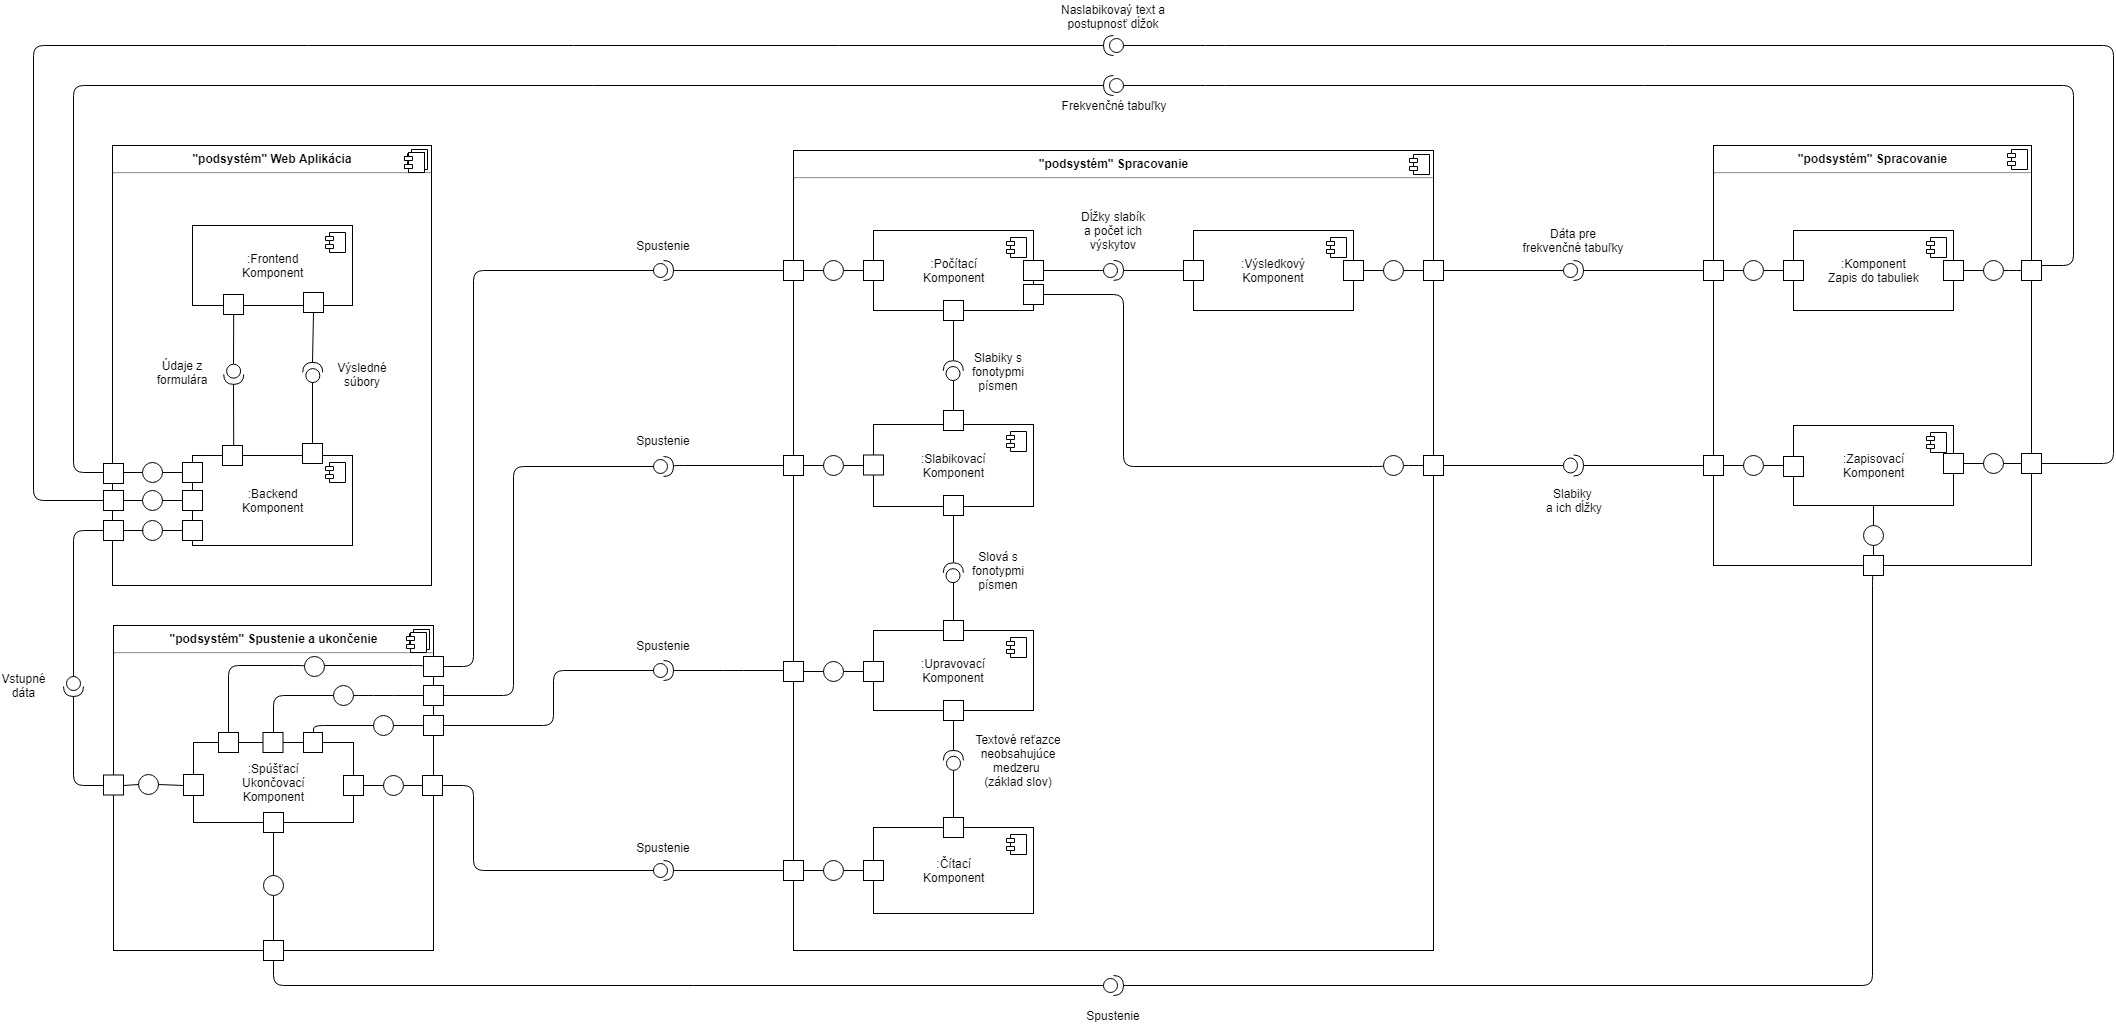 Naslabikovaý text a
postupnosť dĺžok
Frekvenčné tabuľky
"podsystém" Web Aplikácia
:Frontend
Komponent
Údaje z
formulára
Výsledné
súbory
:Backend
Komponent
"podsystém" Spustenie a ukončenie
Vstupné
dáta
:Spúšťací
Ukončovací
Komponent
Spustenie
Spustenie
Spustenie
Spustenie
"podsystém" Spracovanie
:Počítací
Komponent
Dĺžky slabík
a počet ich
výskytov
:Výsledkový
Komponent
Slabiky s
fonotypmi
písmen
:Slabikovací
Komponent
Slová s
fonotypmi
písmen
:Upravovací
Komponent
Textové reťazce
neobsahujúce
medzeru
(základ slov)
:Čítací
Komponent
Dáta pre
frekvenčné tabuľky
Slabiky
a ich dĺžky
"podsystém" Spracovanie
:Komponent
Zapis do tabuliek
:Zapisovací
Komponent
Spustenie